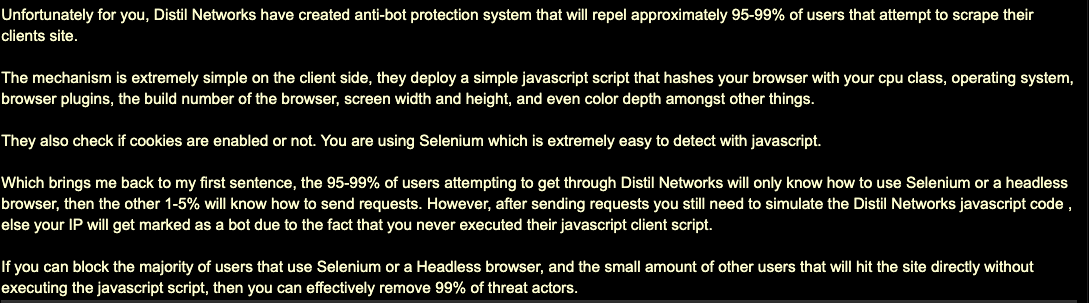 Unfortunately for you, Distil Networks have created anti-bot protection system that will repel approximately 95-99% of users that attempt to scrape their
clients site.
The mechanism is extremely simple on the client side, they deploy a simple javascript script that hashes your browser with your cpu class, operating system,
browser plugins, the build number of the browser, screen width and height, and even color depth amongst other things.
They also check if cookies are enabled or not. You are using Selenium which is extremely easy to detect with javascript.
Which brings me back to my first sentence, the 95-99% of users attempting to get through Distil Networks will only know how to use Selenium or a headless
browser, then the other 1-5% will know how to send requests. However, after sending requests you still need to simulate the Distil Networks javascript code ,
else your IP will get marked as a bot due to the fact that you never executed their javascript client script.
If you can block the majority of users that use Selenium or a Headless browser, and the small amount of other users that will hit the site directly without
executing the javascript script, then you can effectively remove 99% of threat actors.